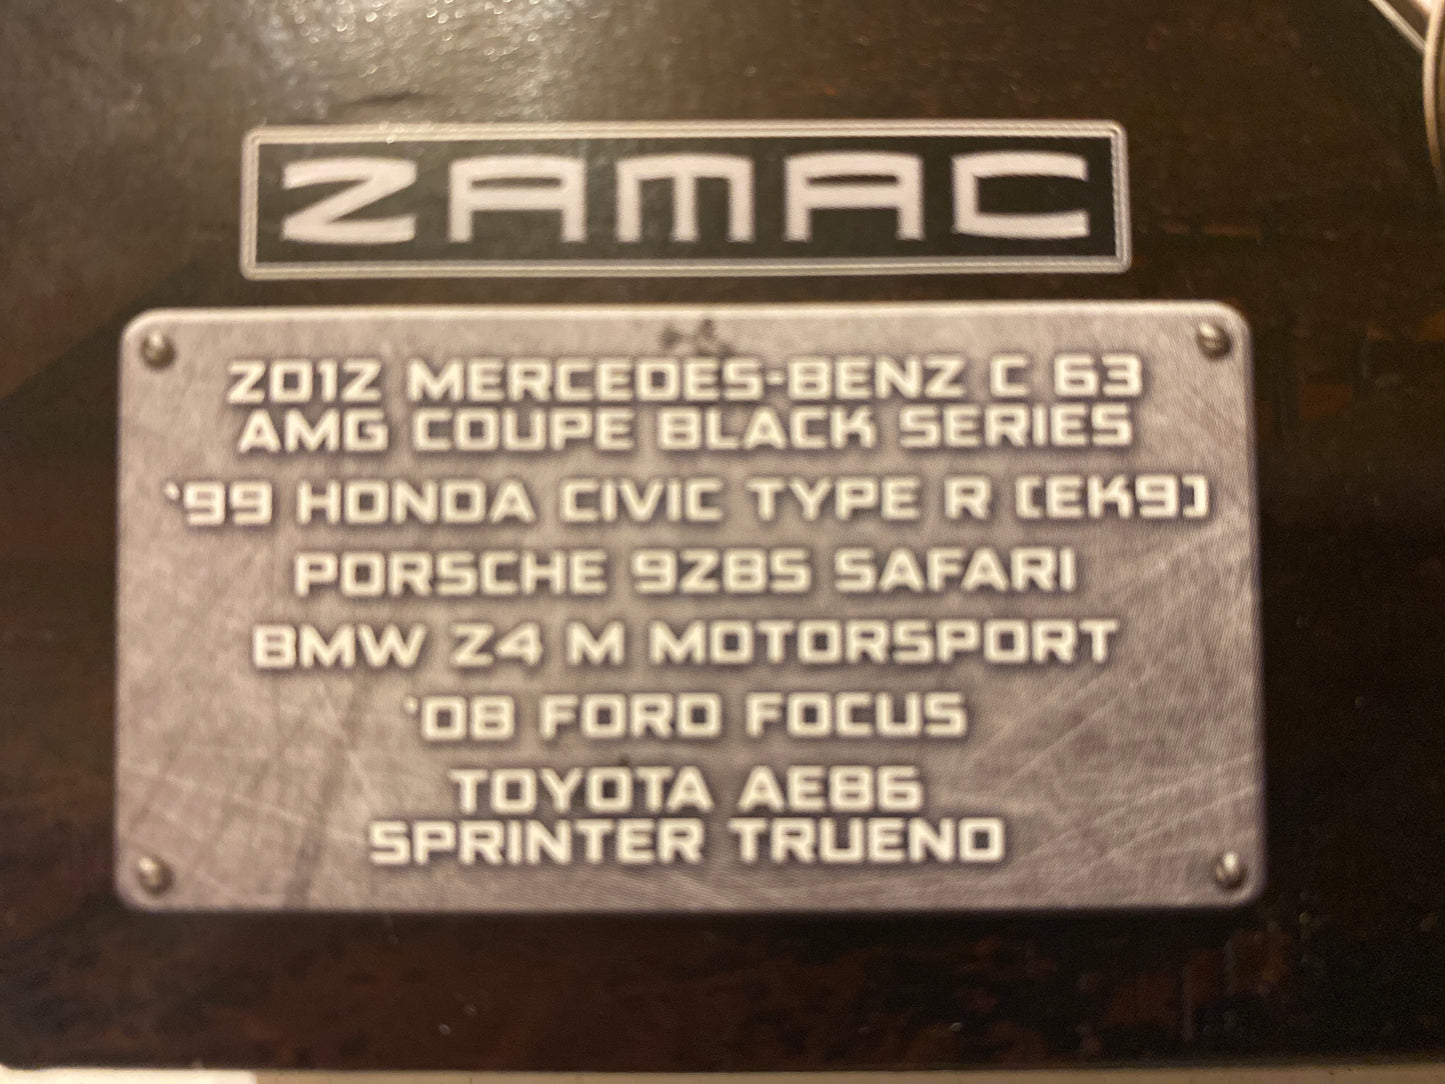 ZAMAC
2012 MERCEDES-BENZ C 63
AMG COUPE BLACK SERIES
'99 HONDA CIVIC TYPE R [EK9]
PORSCHE 928S SAFARI
BMW Z4 M MOTORSPORT
'08 FORD FOCUS
TOYOTA AE86
SPRINTER TRUENO